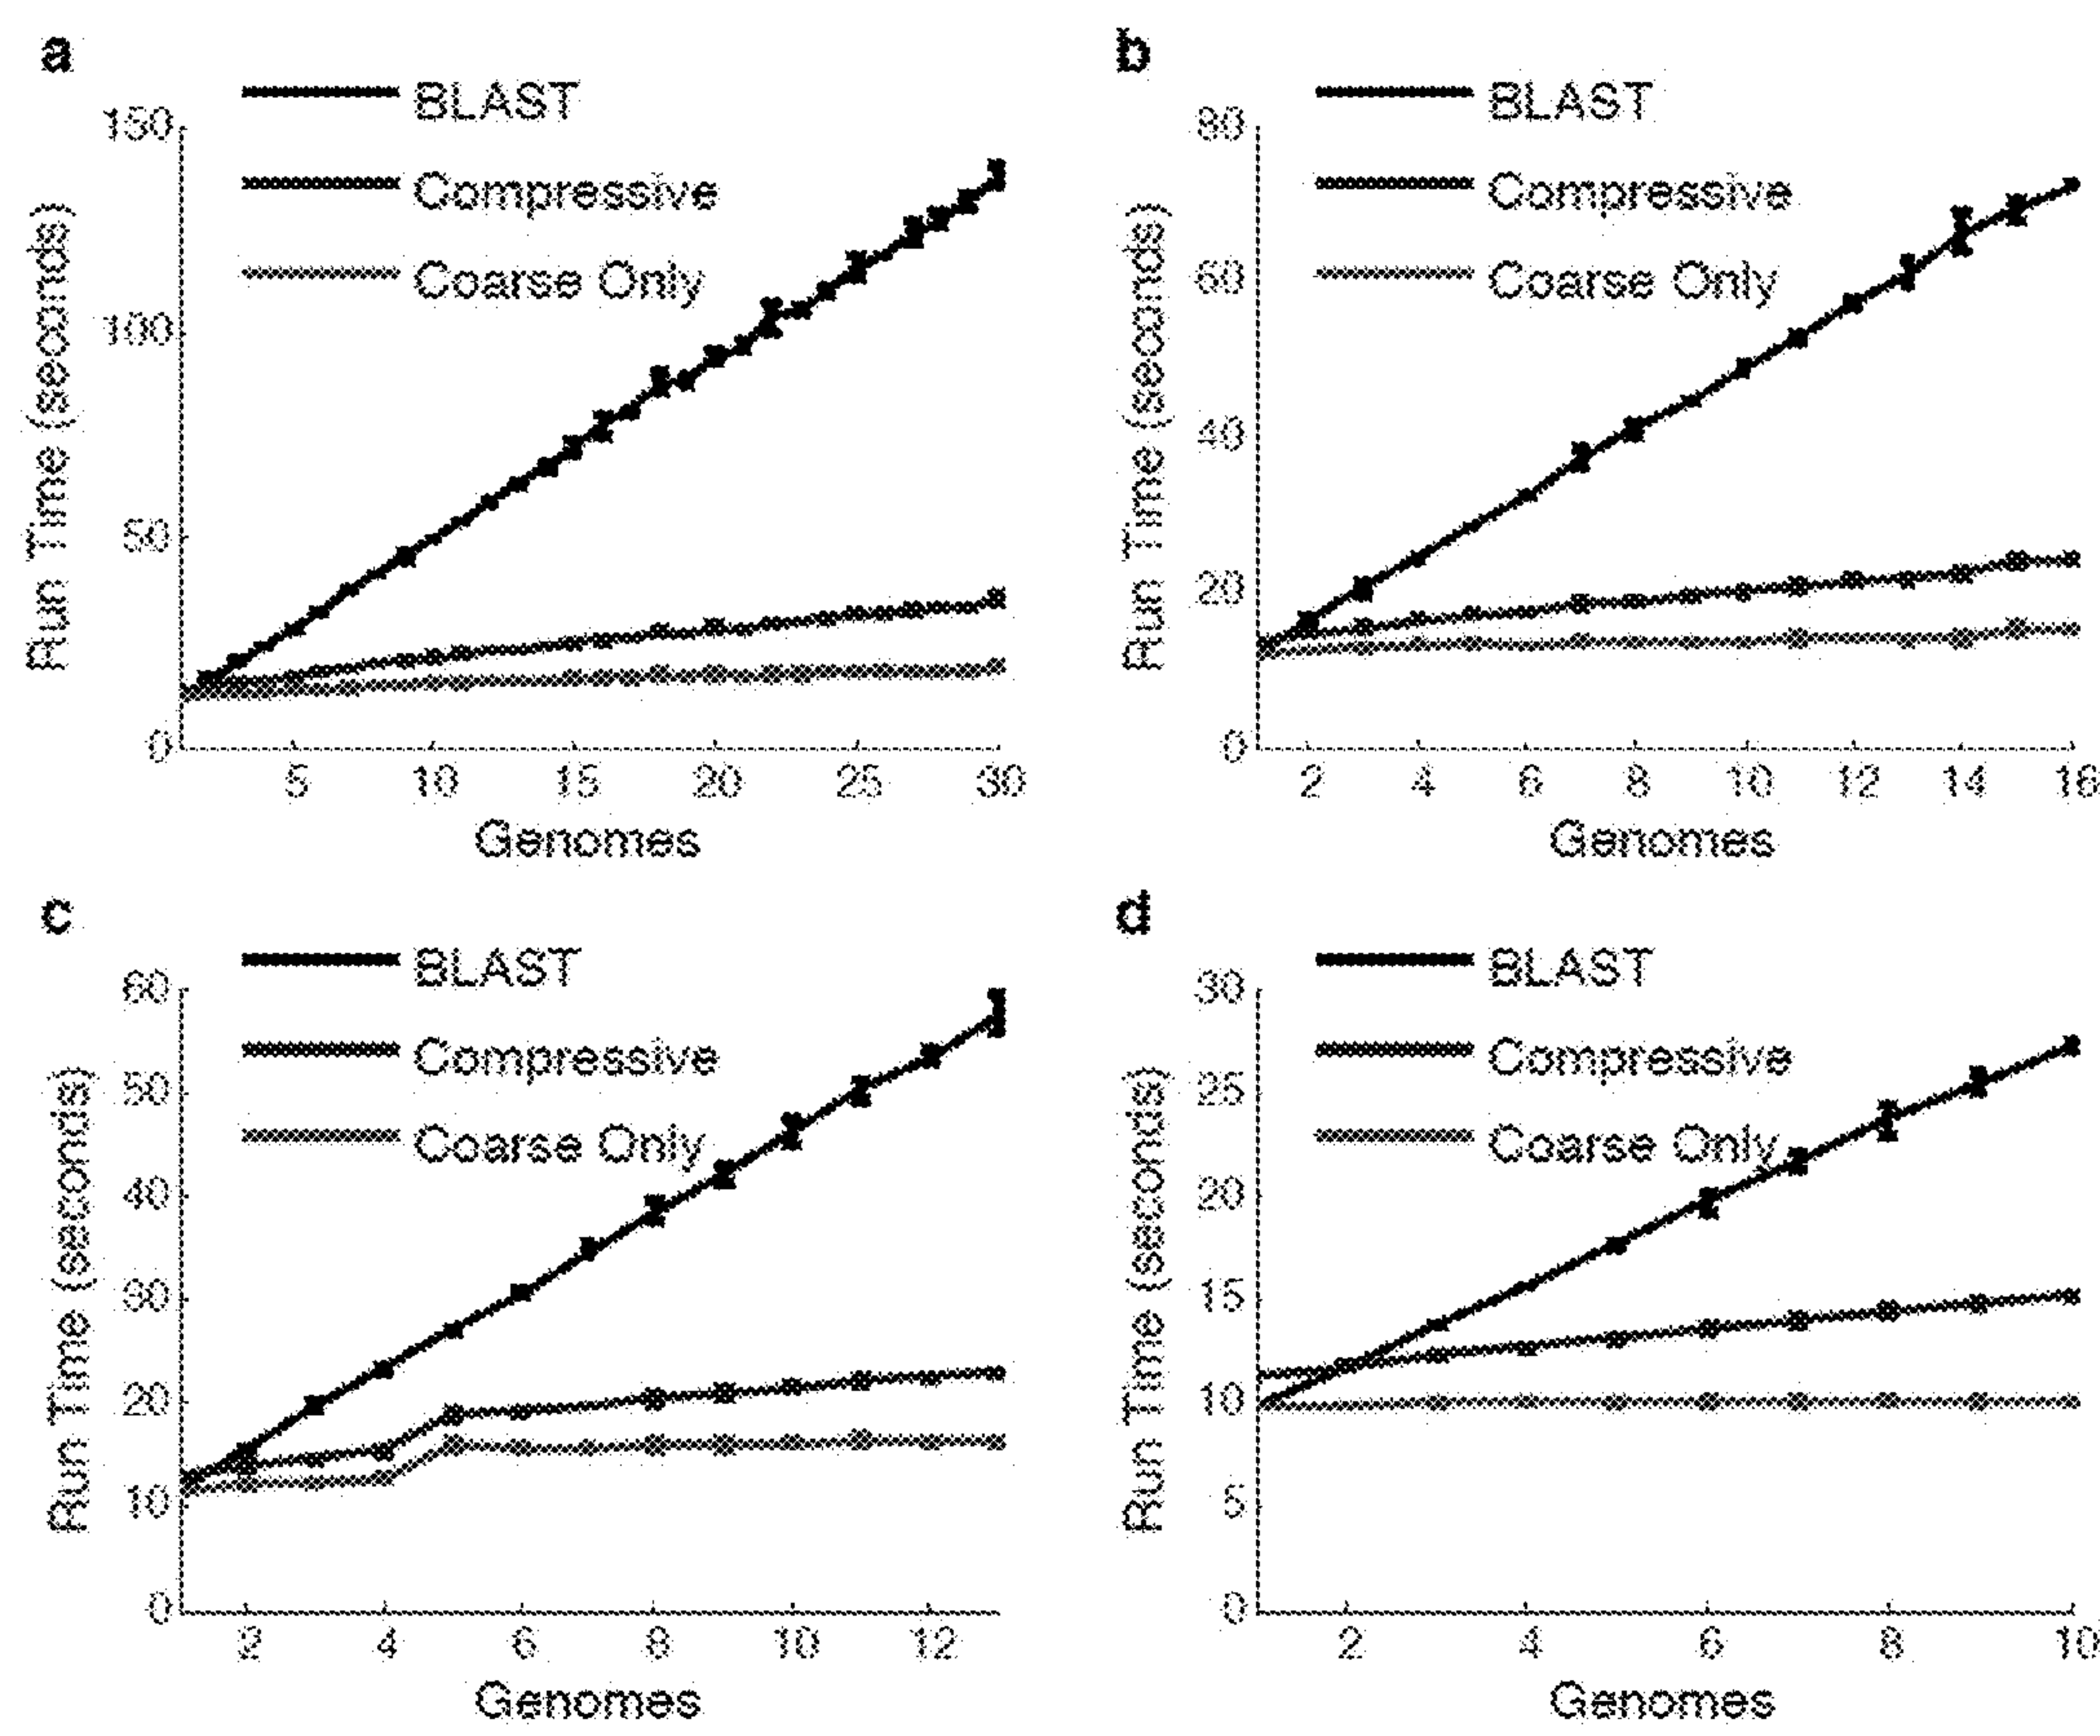 a
BLAST
Compressive
Coarse Only
150
100
50
0
Run Time (seconds)
5 10 15 20 25 30
Genomes
b
BLAST
Compressive
Coarse Only
80
60
40
20
0
Run Time (seconds)
2 4 6 8 10 12 14 16
Genomes
c
BLAST
Compressive
Coarse Only
60
50
40
30
20
10
0
Run Time (seconds)
2 4 6 8 10 12
Genomes
d
BLAST
Compressive
Coarse Only
30
25
20
15
10
5
0
Run Time (seconds)
2 4 6 8 10
Genomes